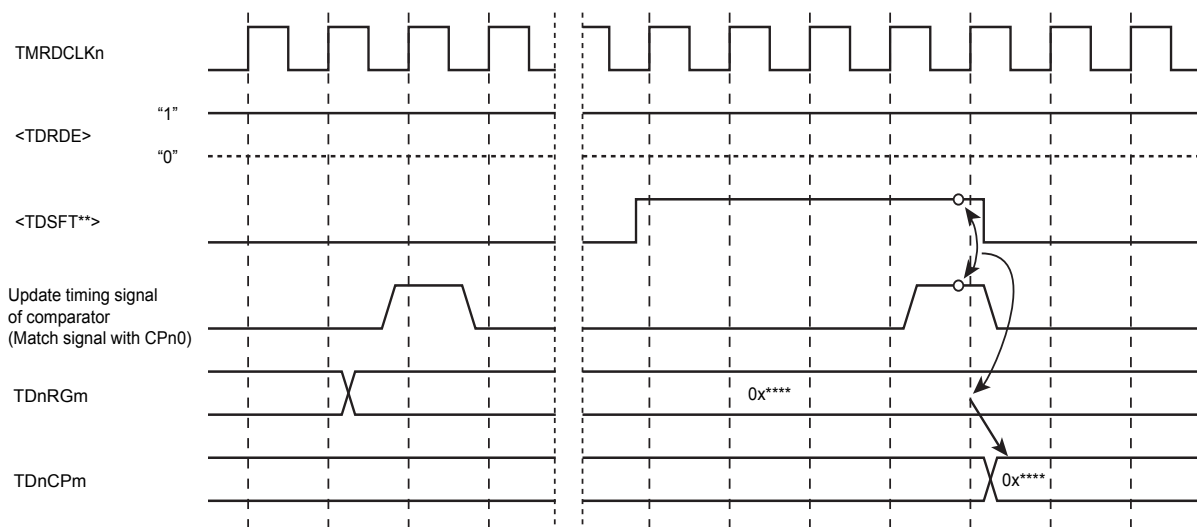 TMRDCLKn
“1”
<TDRDE>
“0”
<TDSFT**>
Update timing signal
of comparator
(Match signal with CPn0)
TDnRGm
0x****
TDnCPm
0x****